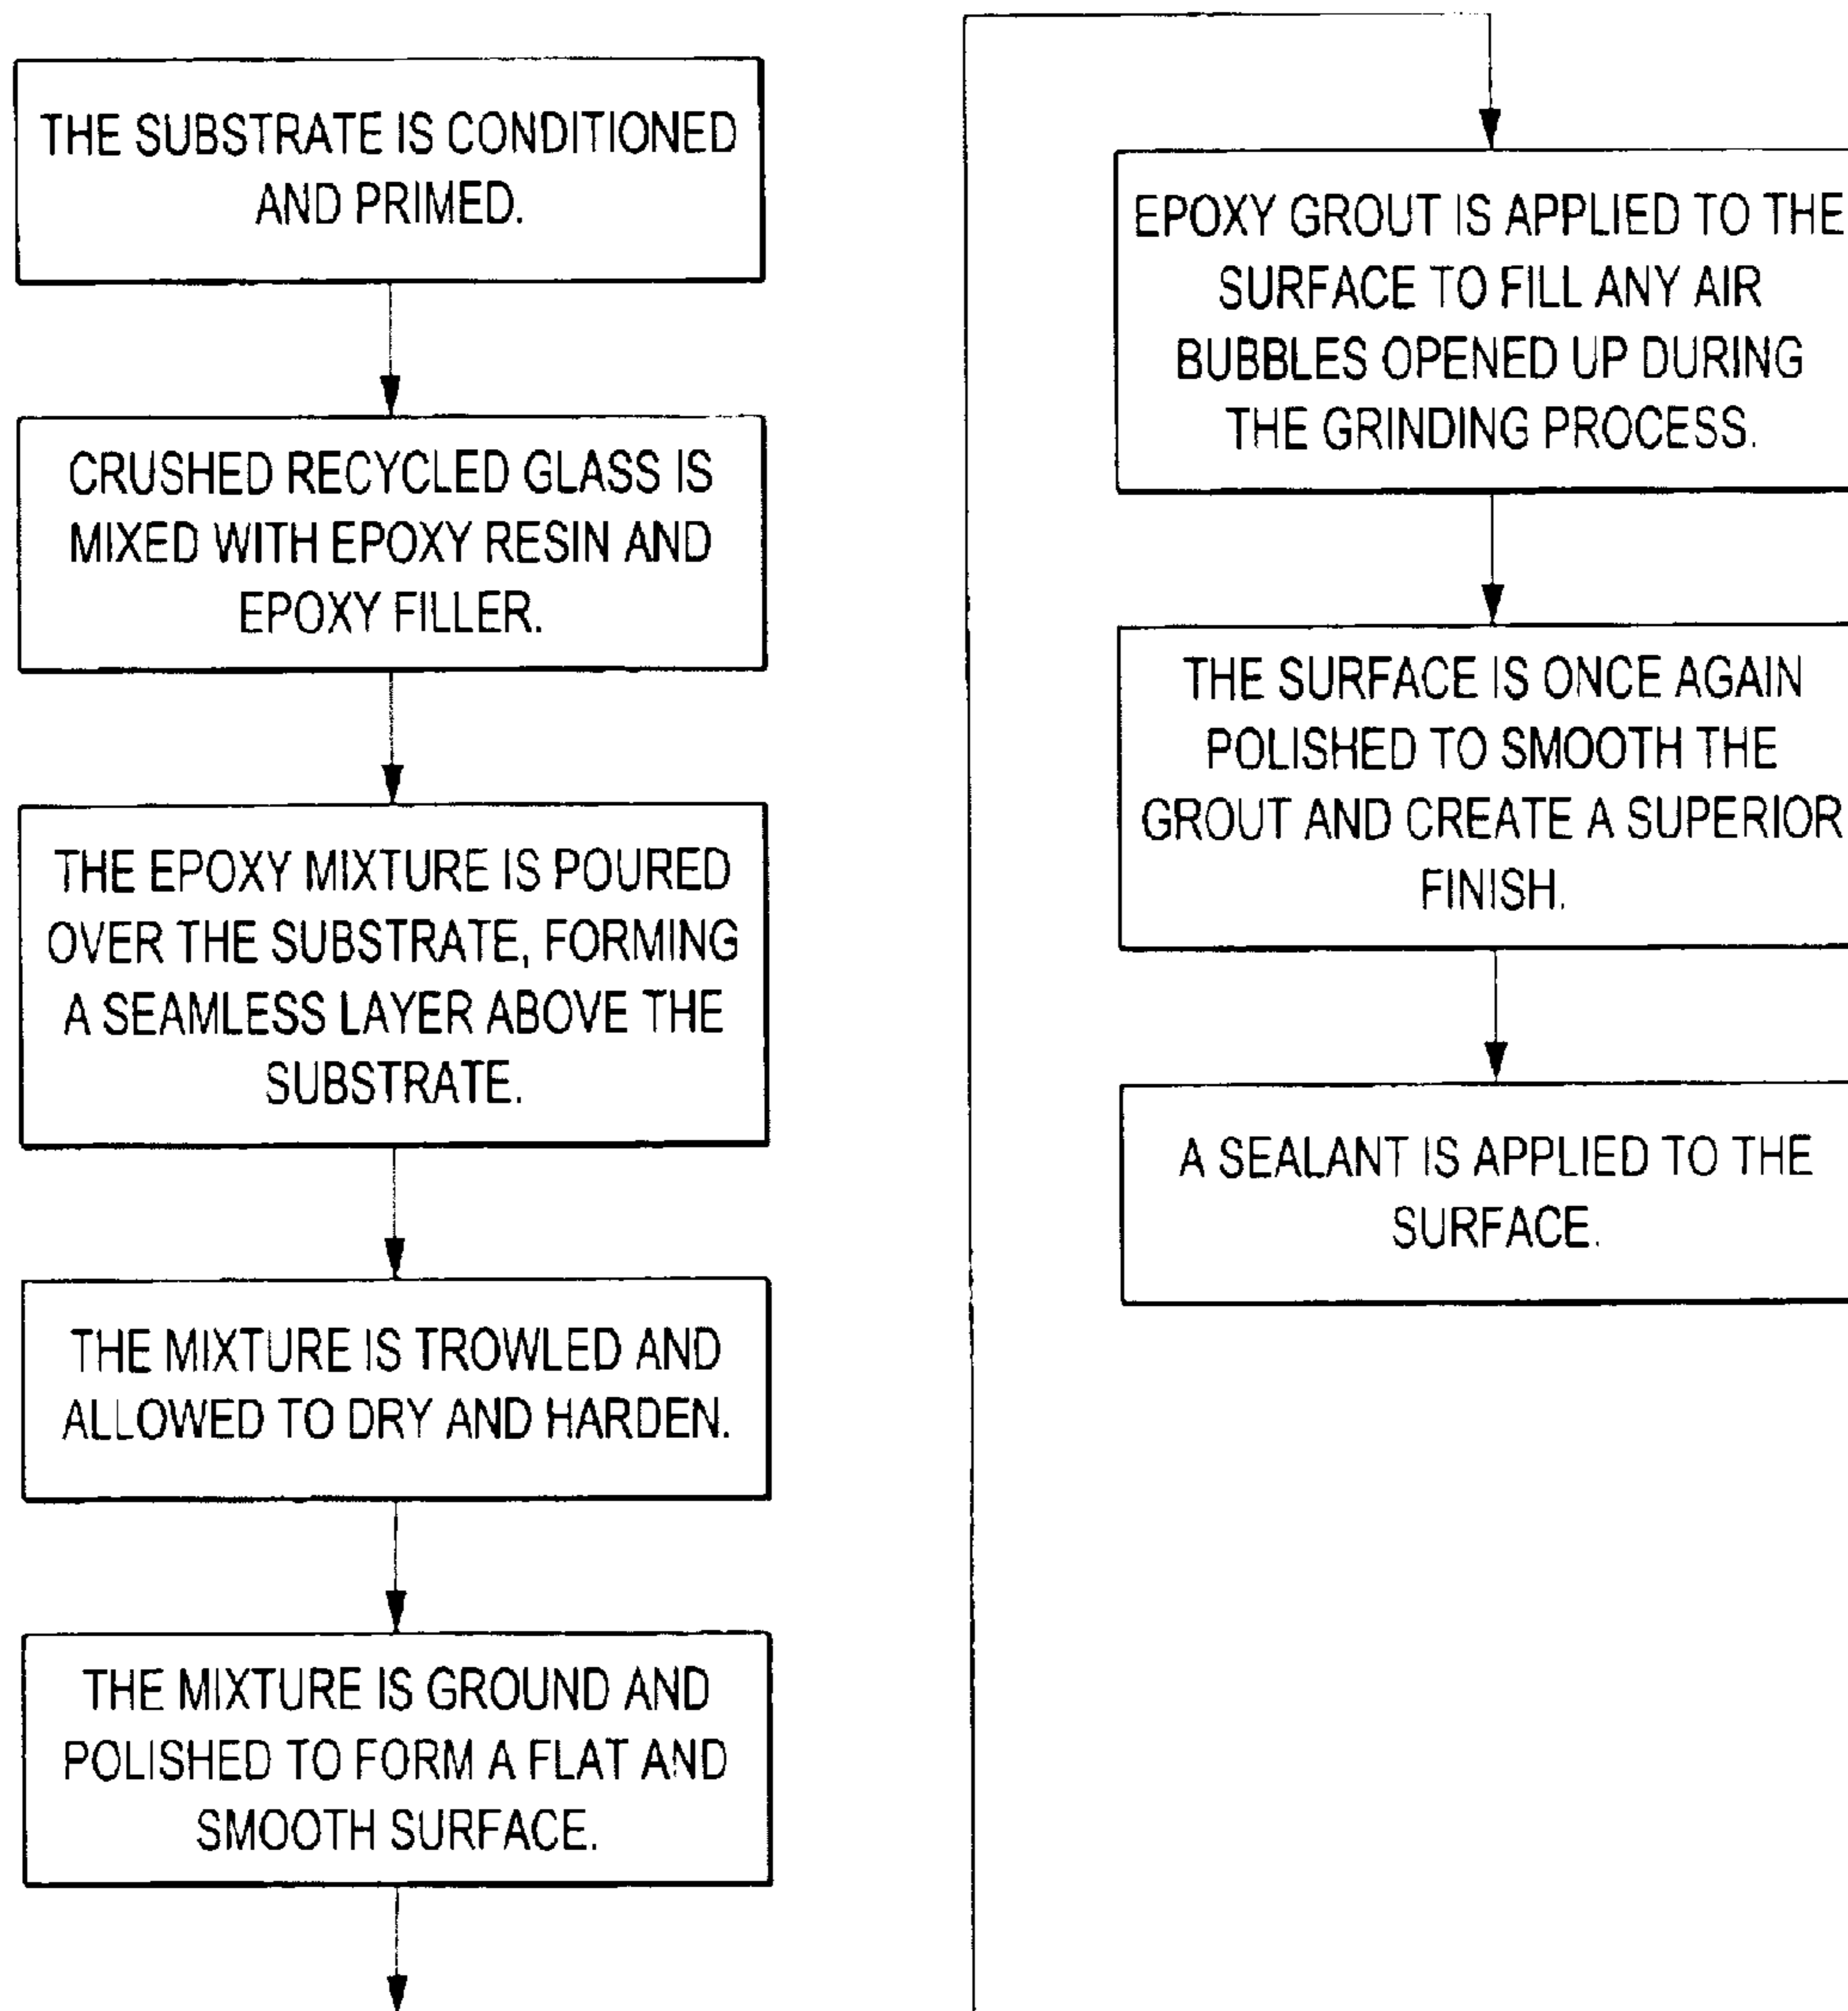 THE SUBSTRATE IS CONDITIONED
AND PRIMED.
CRUSHED RECYCLED GLASS IS
MIXED WITH EPOXY RESIN AND
EPOXY FILLER.
THE EPOXY MIXTURE IS POURED
OVER THE SUBSTRATE, FORMING
A SEAMLESS LAYER ABOVE THE
SUBSTRATE.
THE MIXTURE IS TROWLED AND
ALLOWED TO DRY AND HARDEN.
THE MIXTURE IS GROUND AND
POLISHED TO FORM A FLAT AND
SMOOTH SURFACE.
EPOXY GROUT IS APPLIED TO THE
SURFACE TO FILL ANY AIR
BUBBLES OPENED UP DURING
THE GRINDING PROCESS.
THE SURFACE IS ONCE AGAIN
POLISHED TO SMOOTH THE
GROUT AND CREATE A SUPERIOR
FINISH.
A SEALANT IS APPLIED TO THE
SURFACE.